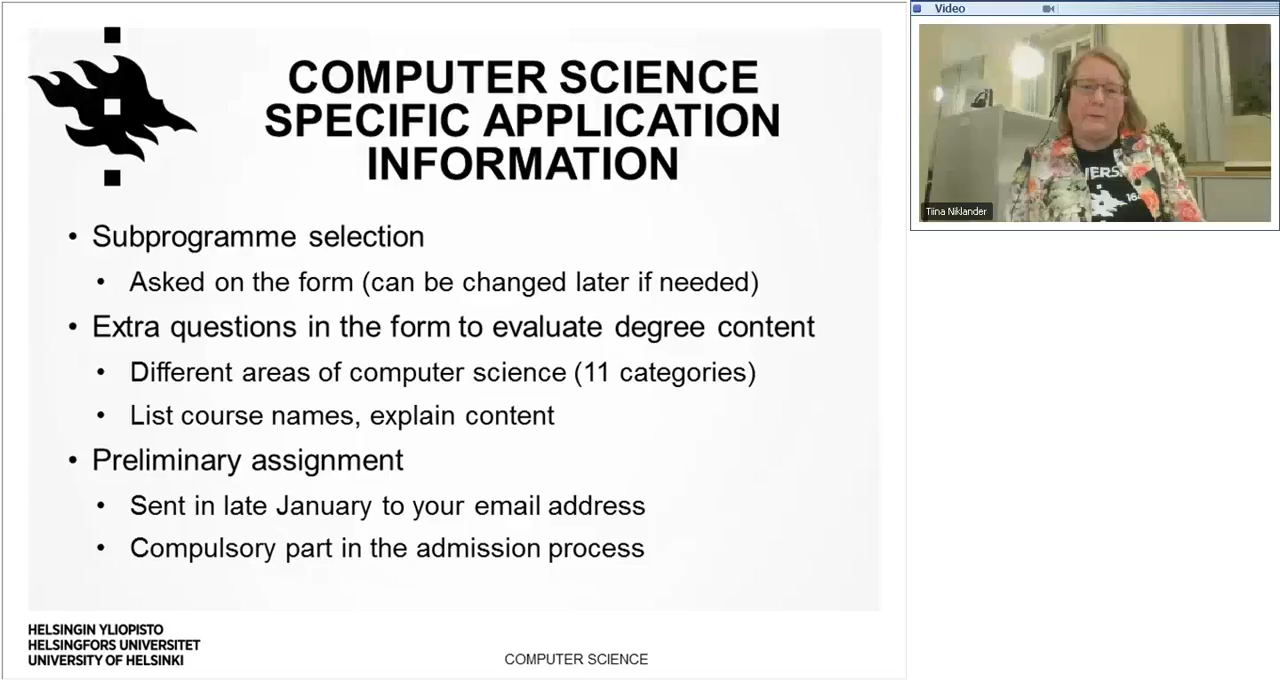 COMPUTER SCIENCE
SPECIFIC APPLICATION
INFORMATION
• Subprogramme selection
• Asked on the form (can be changed later if needed)
• Extra questions in the form to evaluate degree content
• Different areas of computer science (11 categories)
• List course names, explain content
• Preliminary assignment
• Sent in late January to your email address
• Compulsory part in the admission process
HELSINGIN YLIOPISTO
HELSINGFORS UNIVERSITET
UNIVERSITY OF HELSINKI
COMPUTER SCIENCE
Video
Tiina Niklander